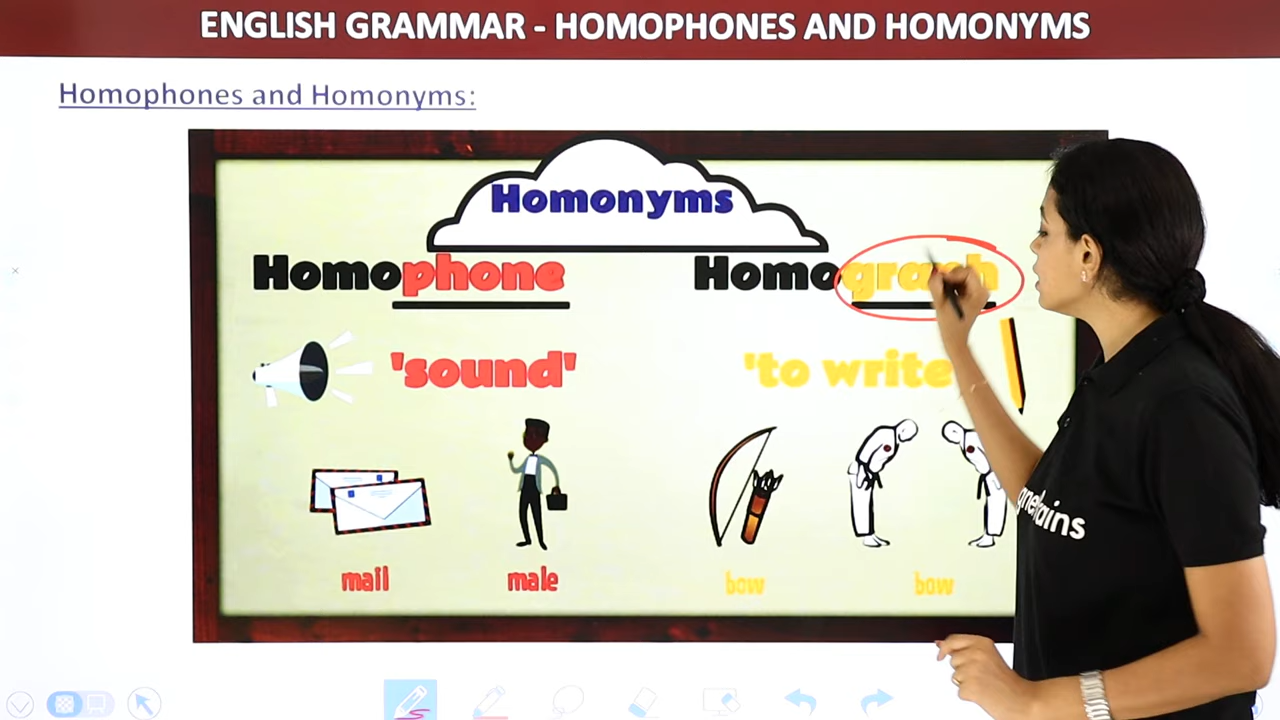 ENGLISH GRAMMAR - HOMOPHONES AND HOMONYMS
Homophones and Homonyms:
Homonyms
Homophone
'sound'
mail male
Homograph
'to write'
bow bow